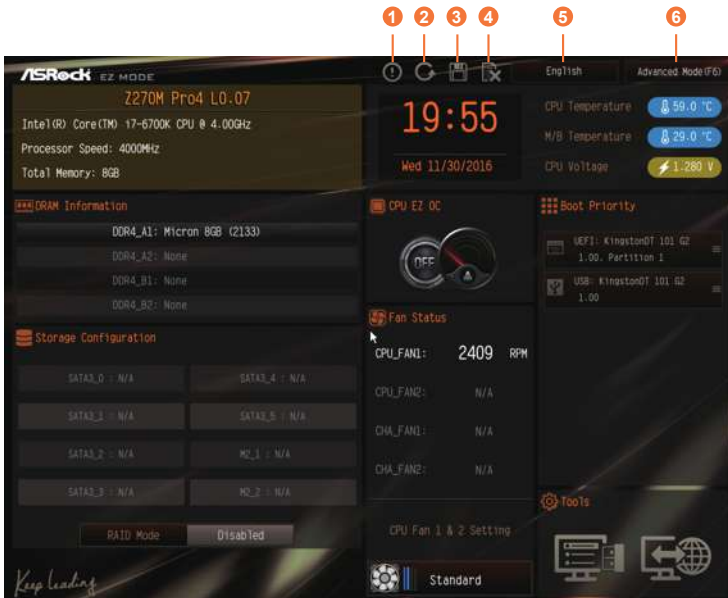 1 2 3 4 5 6
ASRock EZ MODE
English
Advanced Mode(F6)
Z270M Pro4 L0.07
Intel(R) Core(TM) i7-6700K CPU @ 4.00GHz
Processor Speed: 4000MHz
Total Memory: 8GB
19:55
Wed 11/30/2016
CPU Temperature 59.0 °C
M/B Temperature 29.0 °C
CPU Voltage 1.280 V
DRAM Information
DDR4_A1: Micron 8GB (2133)
DDR4_A2: None
DDR4_B1: None
DDR4_B2: None
CPU EZ OC
OFF
Boot Priority
UEFI: KingstonDT 101 G2
1.00, Partition 1
USB: KingstonDT 101 G2
1.00
Storage Configuration
SATA3_0 : N/A SATA3_4 : N/A
SATA3_1 : N/A SATA3_5 : N/A
SATA3_2 : N/A M2_1 : N/A
SATA3_3 : N/A M2_2 : N/A
RAID Mode Disabled
Fan Status
CPU_FAN1: 2409 RPM
CPU_FAN2: N/A
CHA_FAN1: N/A
CHA_FAN2: N/A
CPU Fan 1 & 2 Setting
Standard
Tools
Keep Leading